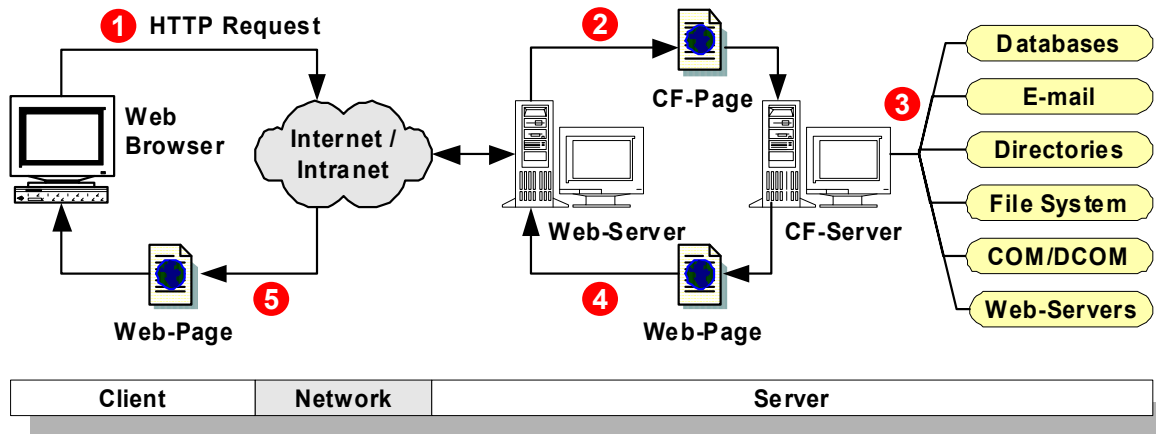 1 HTTP Request
2
CF-Page
3
Databases
E-mail
Directories
File System
COM/DCOM
Web-Servers
Web
Browser
Internet /
Intranet
Web-Server
CF-Server
5
Web-Page
4
Web-Page
Client
Network
Server